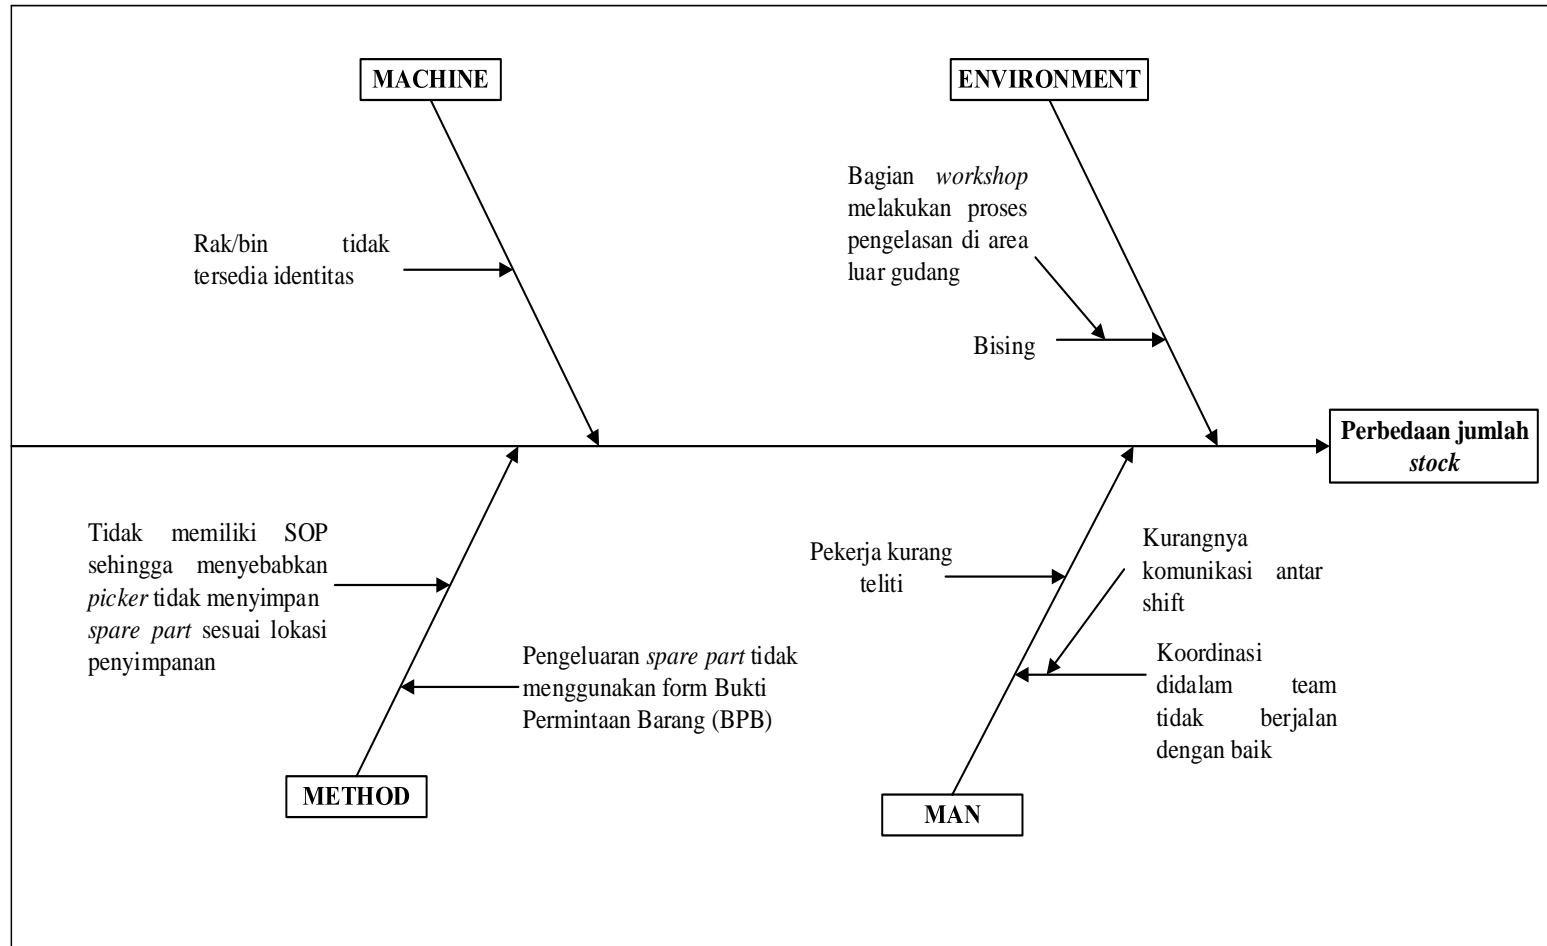 MACHINE
ENVIRONMENT
Bagian workshop
melakukan proses
pengelasan di area
luar gudang
Rak/bin tidak
tersedia identitas
Bising
Perbedaan jumlah
stock
Tidak memiliki SOP
sehingga menyebabkan
picker tidak menyimpan
spare part sesuai lokasi
penyimpanan
Pengeluaran spare part tidak
menggunakan form Bukti
Permintaan Barang (BPB)
Pekerja kurang
teliti
Kurangnya
komunikasi antar
shift
Koordinasi
didalam team
tidak berjalan
dengan baik
METHOD
MAN